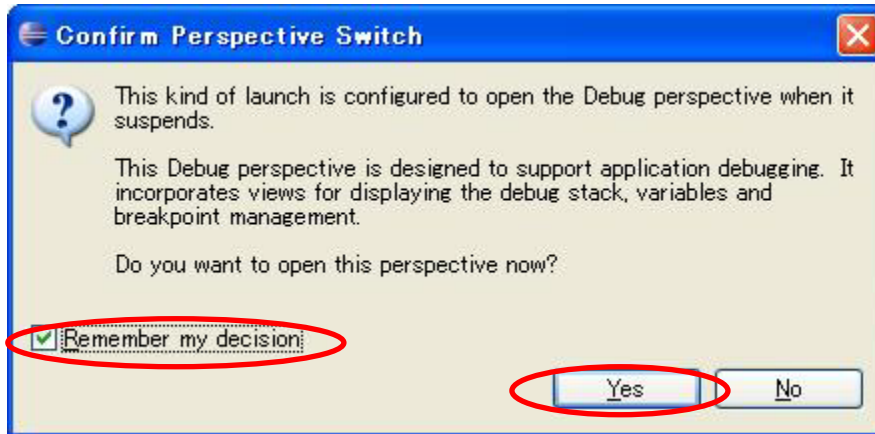 Confirm Perspective Switch
This kind of launch is configured to open the Debug perspective when it
suspends.
This Debug perspective is designed to support application debugging. It
incorporates views for displaying the debug stack, variables and
breakpoint management.
Do you want to open this perspective now?
Remember my decision
Yes No